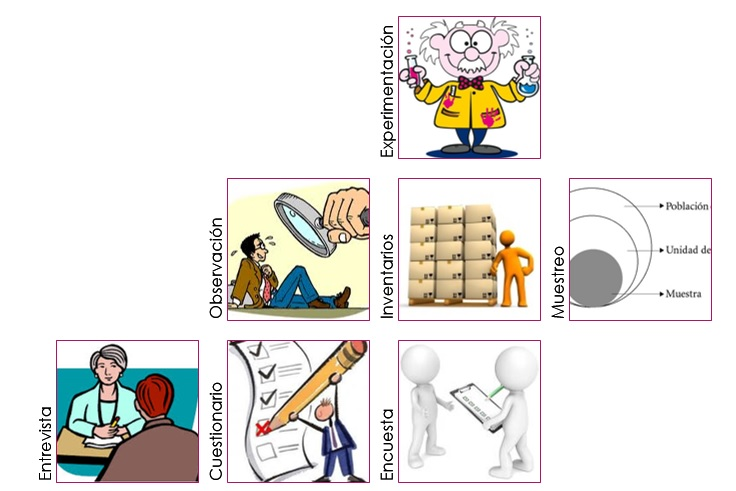 Experimentación
Observación
Inventarios
Muestreo
Población
Unidad de
Muestra
Entrevista
Cuestionario
Encuesta